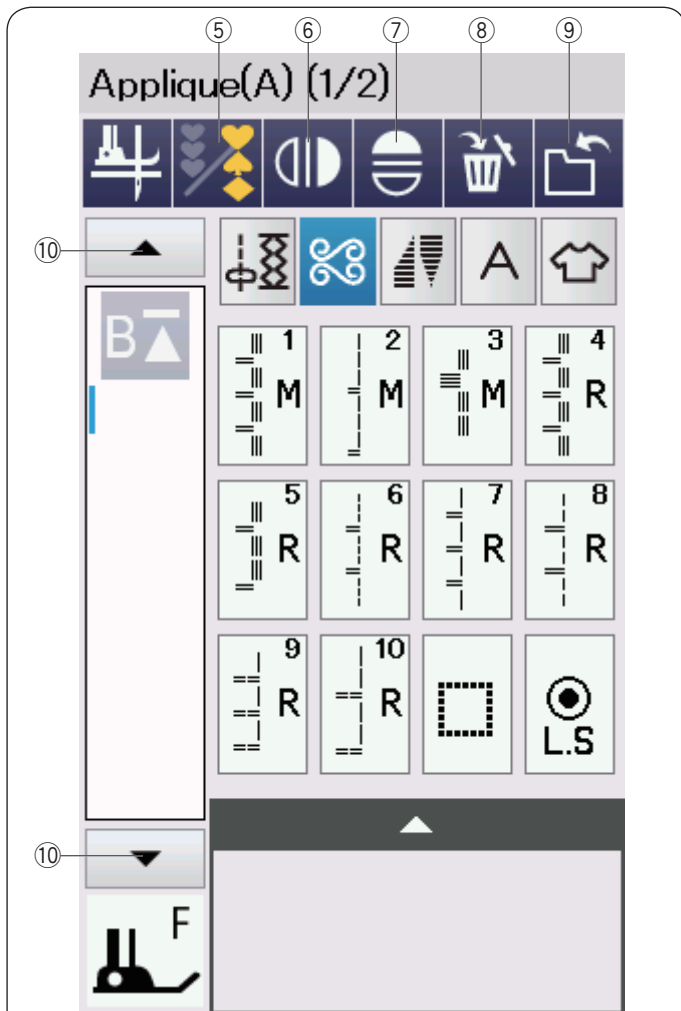 ⑤ ⑥ ⑦ ⑧ ⑨
Applique(A) (1/2)
⑩
A
B
1 2 3 4
M M M R
5 6 7 8
R R R R
9 10
R R
L.S
⑩
F